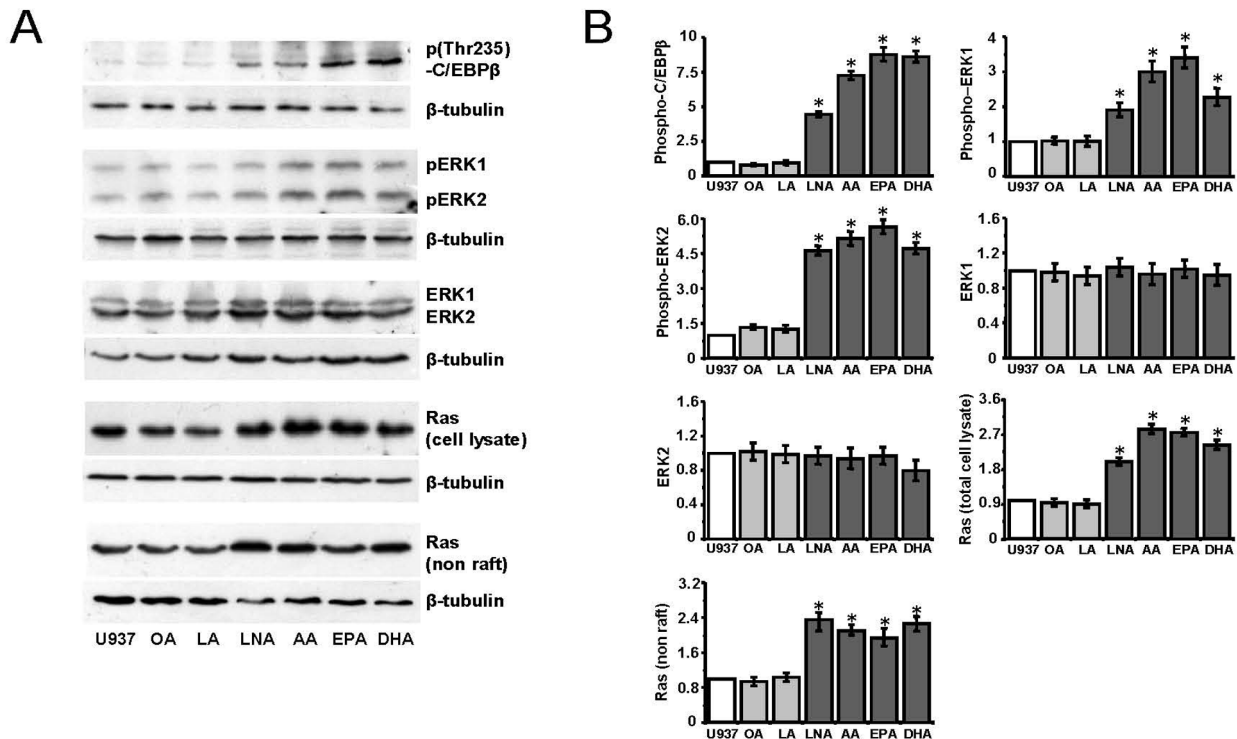 A
p(Thr235)
-C/EBPβ
β-tubulin
pERK1
pERK2
β-tubulin
ERK1
ERK2
β-tubulin
Ras
(cell lysate)
β-tubulin
Ras
(non raft)
β-tubulin
U937 OA LA LNA AA EPA DHA
B
Phospho-C/EBPβ
10
7.5
5
2.5
0
* * * *
U937 OA LA LNA AA EPA DHA
Phospho–ERK1
4
3
2
1
0
* * * *
U937 OA LA LNA AA EPA DHA
Phospho-ERK2
6.0
4.5
3
1.5
0
* * * *
U937 OA LA LNA AA EPA DHA
ERK1
1.6
1.2
0.8
0.4
0
U937 OA LA LNA AA EPA DHA
ERK2
1.6
1.2
0.8
0.4
0
U937 OA LA LNA AA EPA DHA
Ras (total cell lysate)
3.6
2.7
1.8
0.9
0
* * * *
U937 OA LA LNA AA EPA DHA
Ras (non raft)
3.2
2.4
1.6
0.8
0
* * * *
U937 OA LA LNA AA EPA DHA